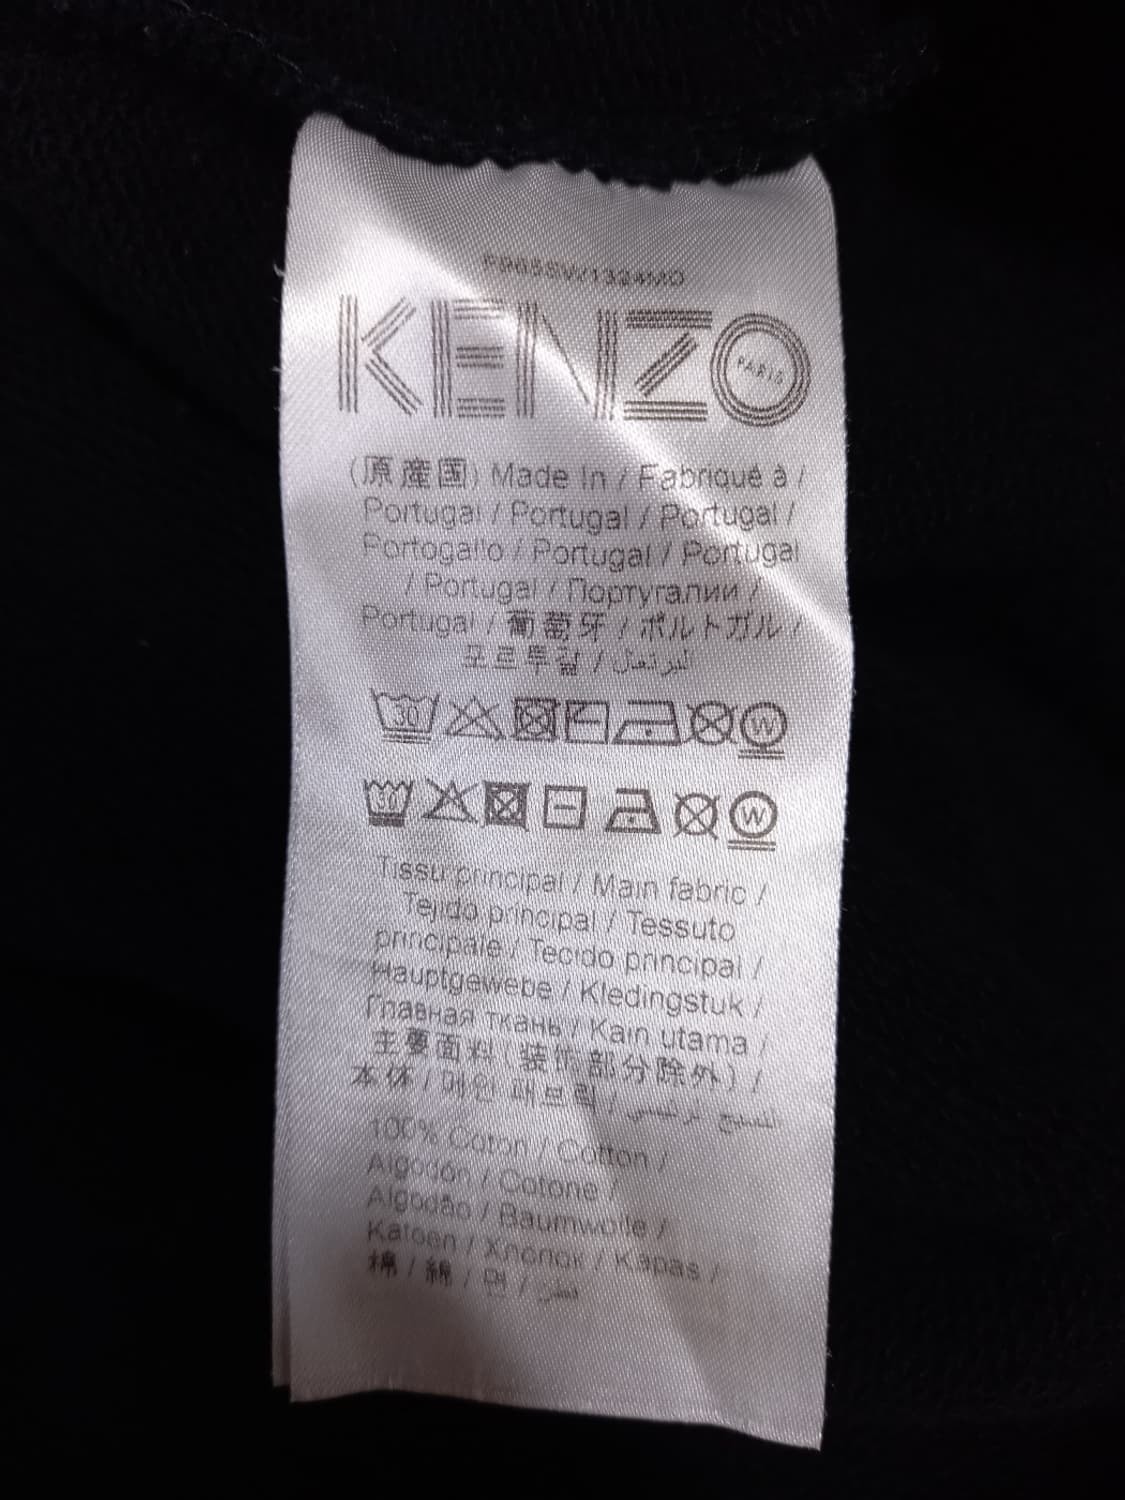 F965SW1324MO
KENZO
PARIS
(原産国) Made In / Fabriqué à /
Portugal / Portugal / Portugal /
Portogallo / Portugal / Portugal
/ Portugal / Португалии /
Portugal / 葡萄牙 / ポルトガル /
포르투갈 / البرتغال
30
W
30
W
Tissu principal / Main fabric /
Tejido principal / Tessuto
principale / Tecido principal /
Hauptgewebe / Kledingstuk /
Главная ткань / Kain utama /
主要面料(装饰部分除外) /
本体 / 메인 패브릭 /
100% Coton / Cotton /
Algodón / Cotone /
Algodão / Baumwolle /
Katoen / Хлопок / Kapas /
棉 / 綿 / 면 / قطن